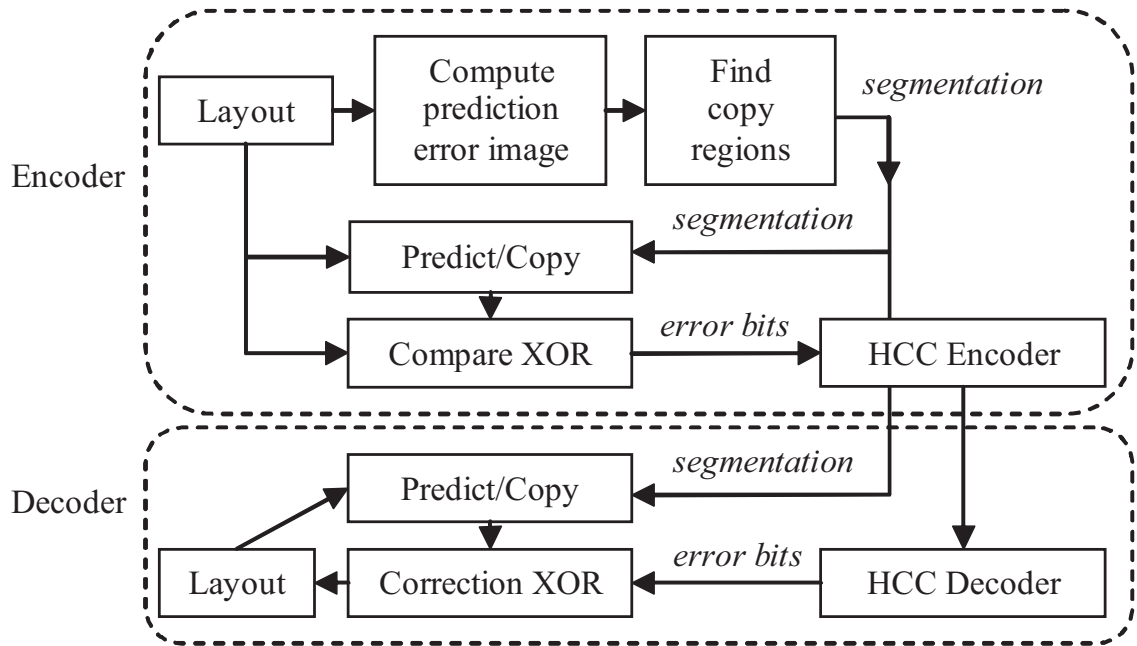 Encoder
Layout
Compute
prediction
error image
Find
copy
regions
segmentation
Predict/Copy
segmentation
Compare XOR
error bits
HCC Encoder
Decoder
Predict/Copy
segmentation
Layout
Correction XOR
error bits
HCC Decoder